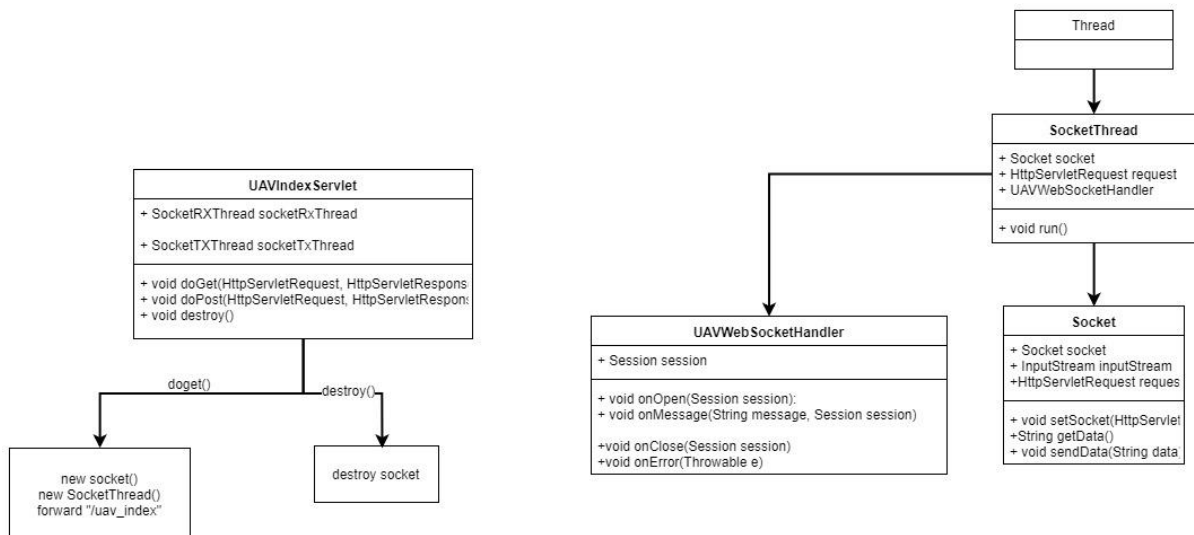 Thread
SocketThread
+ Socket socket
+ HttpServletRequest request
+ UAVWebSocketHandler
+ void run()
UAVIndexServlet
+ SocketRXThread socketRxThread
+ SocketTXThread socketTxThread
+ void doGet(HttpServletRequest, HttpServletRespons
+ void doPost(HttpServletRequest, HttpServletRespon
+ void destroy()
doget()
destroy()
new socket()
new SocketThread()
forward "/uav_index"
destroy socket
UAVWebSocketHandler
+ Session session
+ void onOpen(Session session):
+ void onMessage(String message, Session session)
+void onClose(Session session)
+void onError(Throwable e)
Socket
+ Socket socket
+ InputStream inputStream
+HttpServletRequest reques
+ void setSocket(HttpServlet
+String getData()
+ void sendData(String data